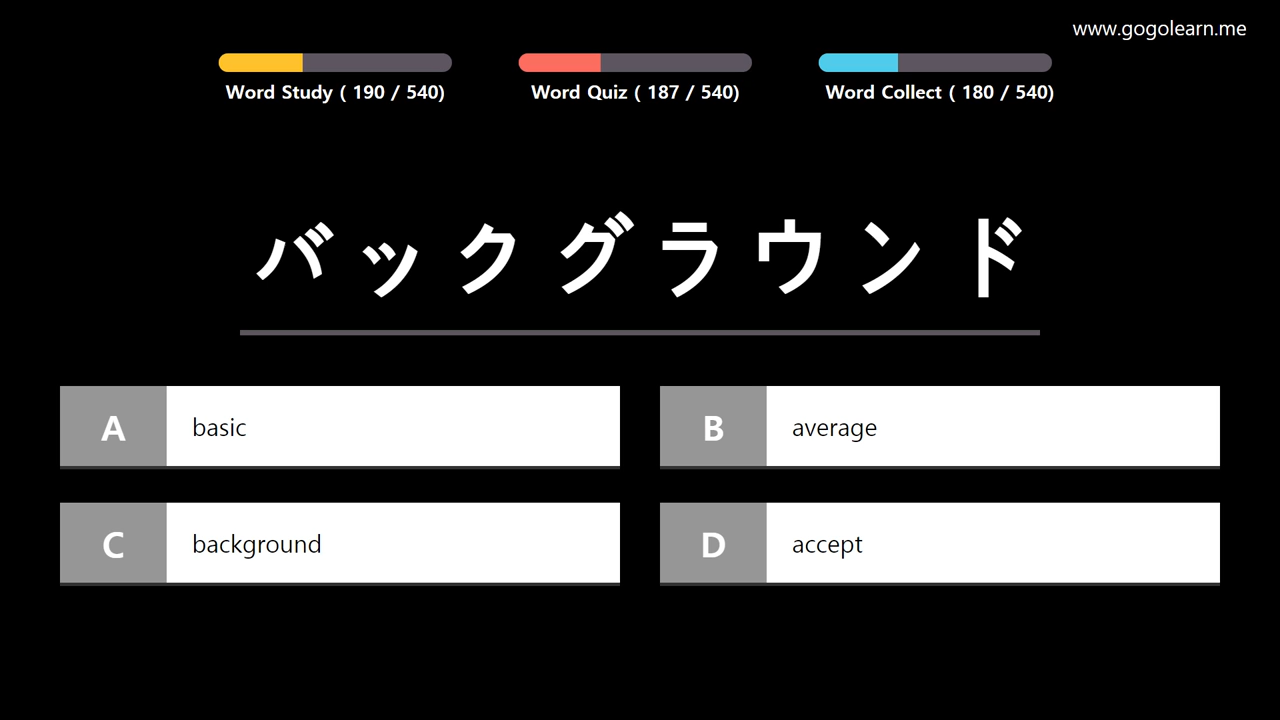 www.gogolearn.me
Word Study ( 190 / 540)
Word Quiz ( 187 / 540)
Word Collect ( 180 / 540)
バックグラウンド
A basic
B average
C background
D accept